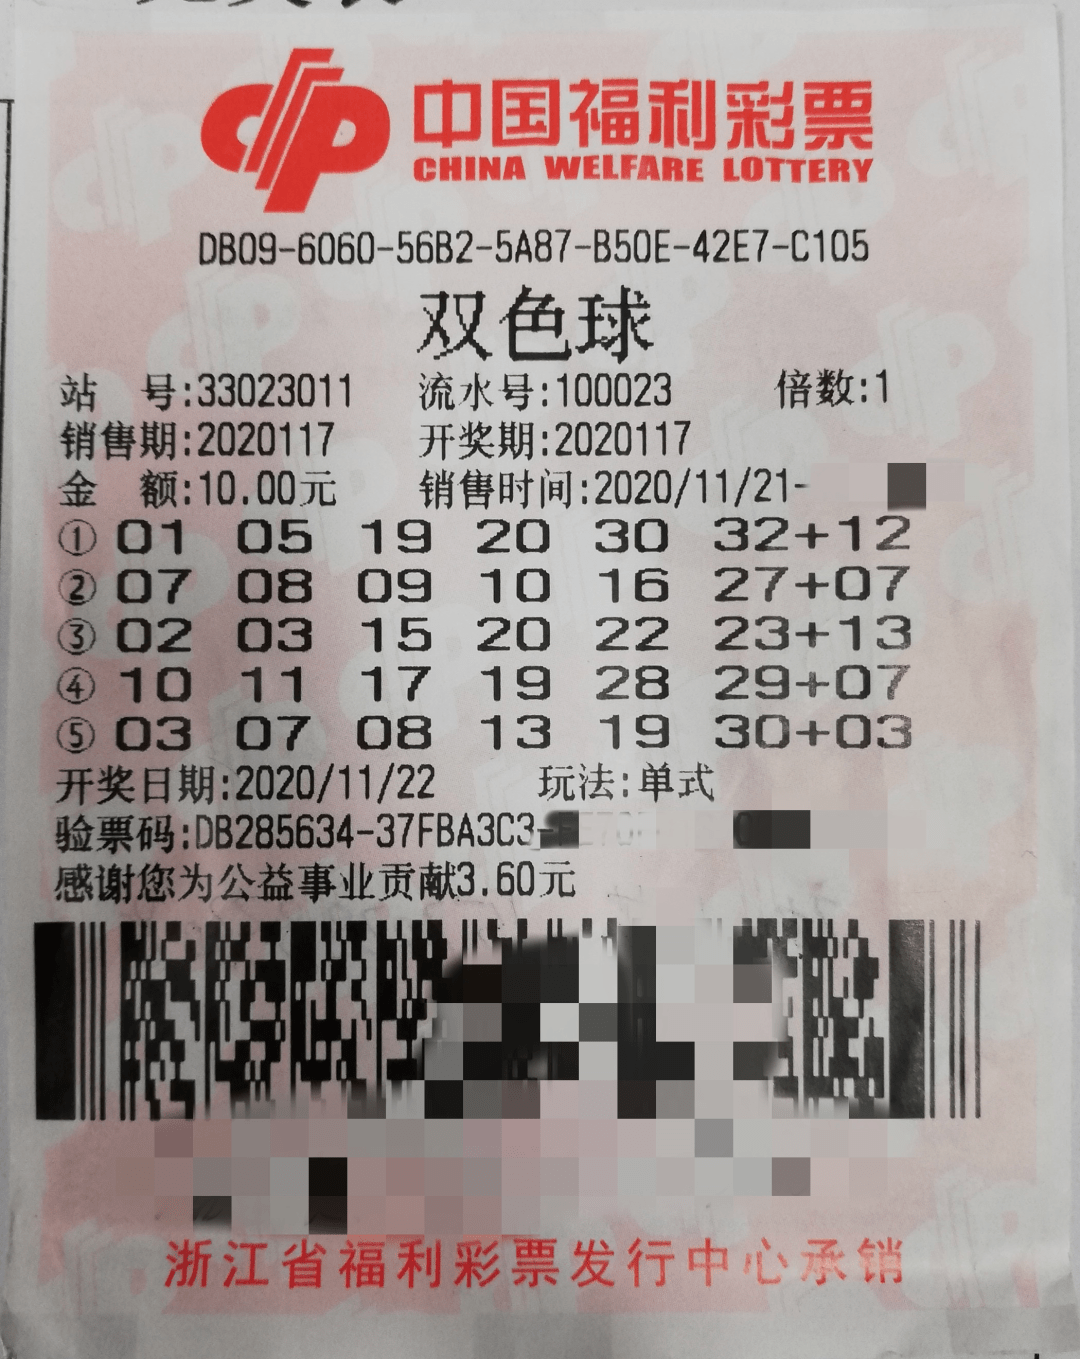 中国福利彩票
CHINA WELFARE LOTTERY
DB09-6060-56B2-5A87-B50E-42E7-C105
双色球
站 号:33023011 流水号:100023 倍数:1
销售期:2020117 开奖期:2020117
金 额:10.00元 销售时间:2020/11/21-
① 01 05 19 20 30 32+12
② 07 08 09 10 16 27+07
③ 02 03 15 20 22 23+13
④ 10 11 17 19 28 29+07
⑤ 03 07 08 13 19 30+03
开奖日期:2020/11/22 玩法:单式
验票码:DB285634-37FBA3C3-
感谢您为公益事业贡献3.60元
浙江省福利彩票发行中心承销